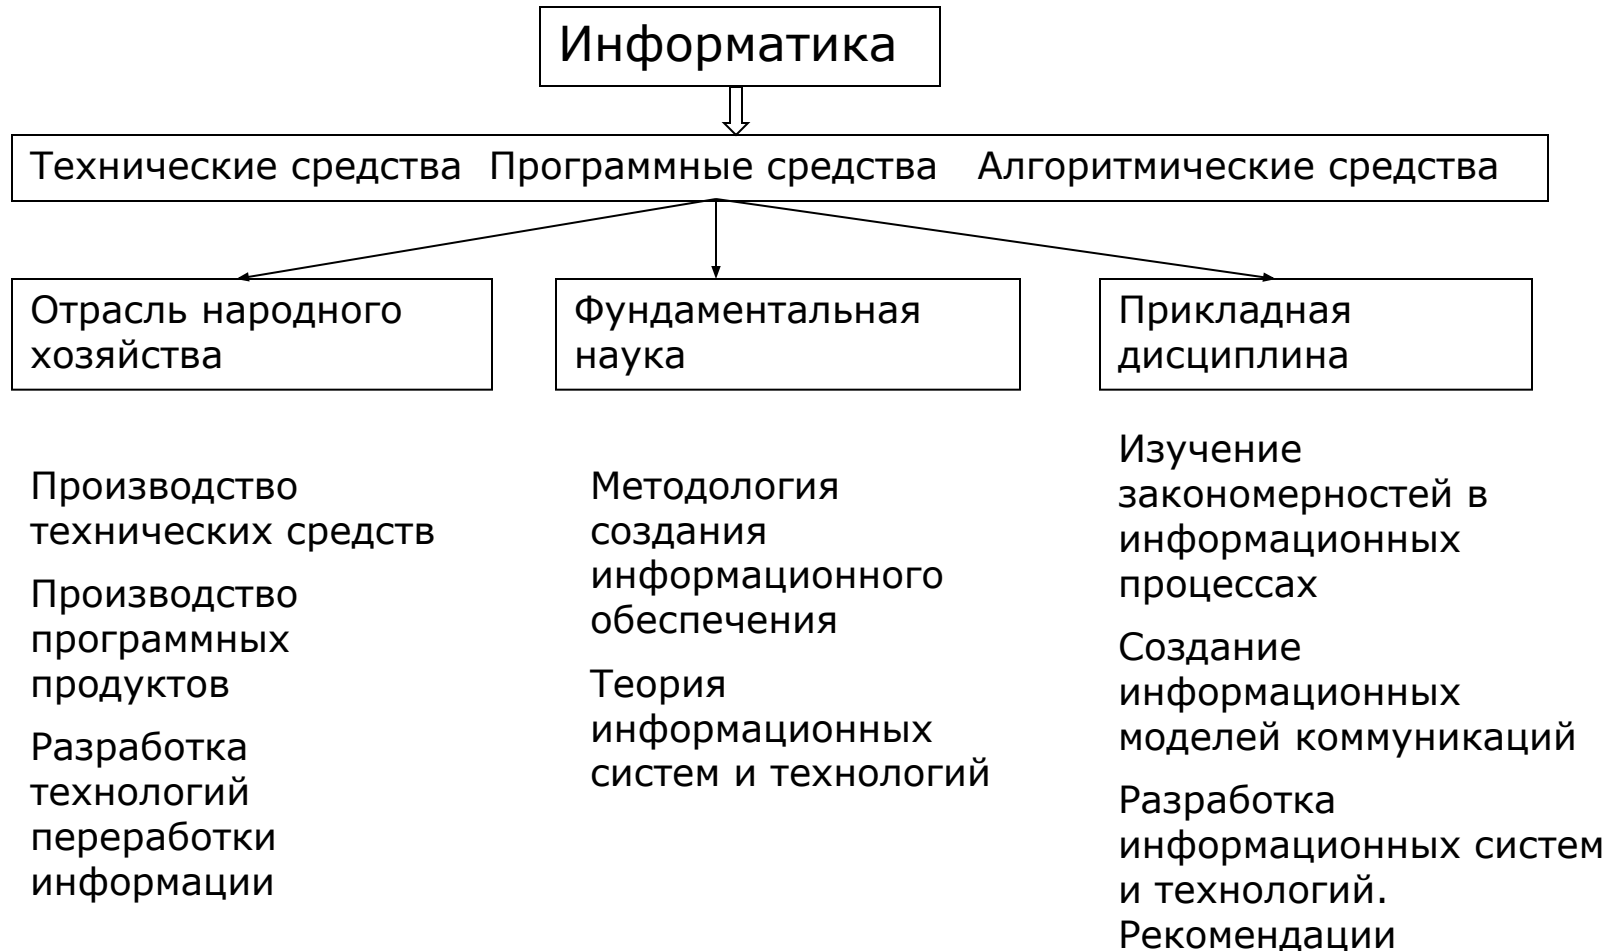 Информатика
Технические средства Программные средства Алгоритмические средства
Отрасль народного
хозяйства
Фундаментальная
наука
Прикладная
дисциплина
Производство
технических средств
Производство
программных
продуктов
Разработка
технологий
переработки
информации
Методология
создания
информационного
обеспечения
Теория
информационных
систем и технологий
Изучение
закономерностей в
информационных
процессах
Создание
информационных
моделей коммуникаций
Разработка
информационных систем
и технологий.
Рекомендации